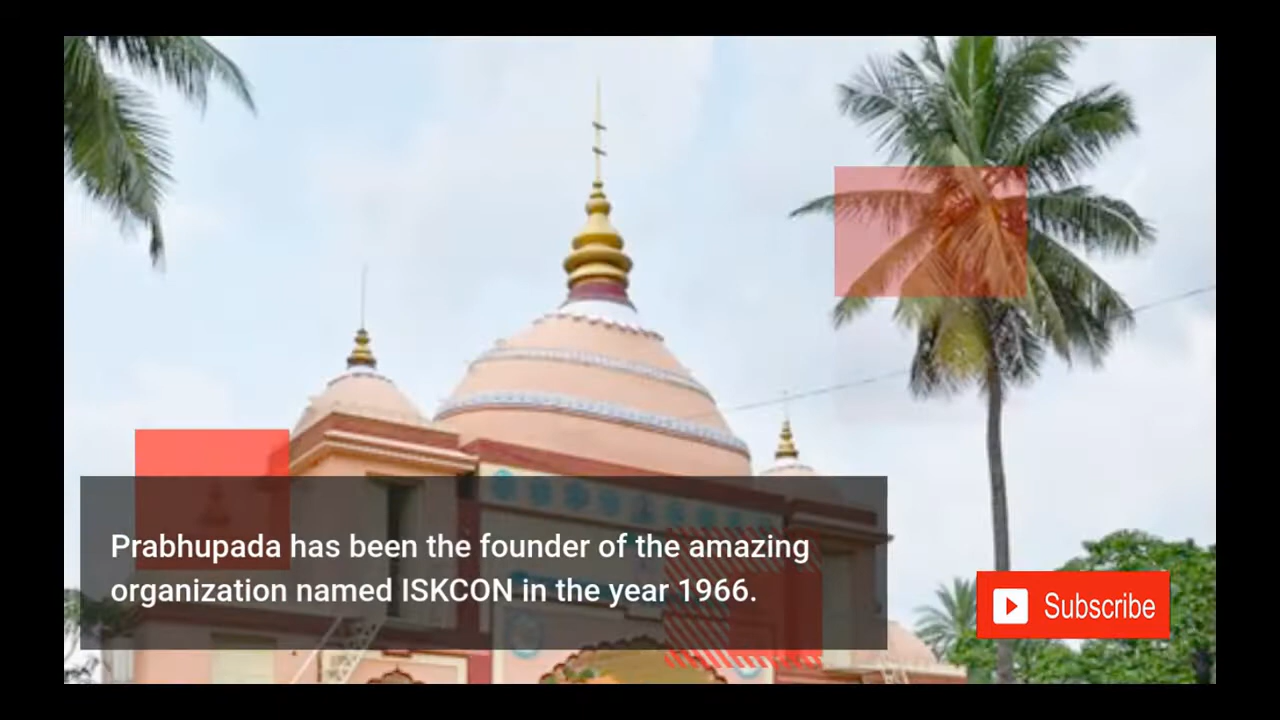 Prabhupada has been the founder of the amazing
organization named ISKCON in the year 1966.
Subscribe